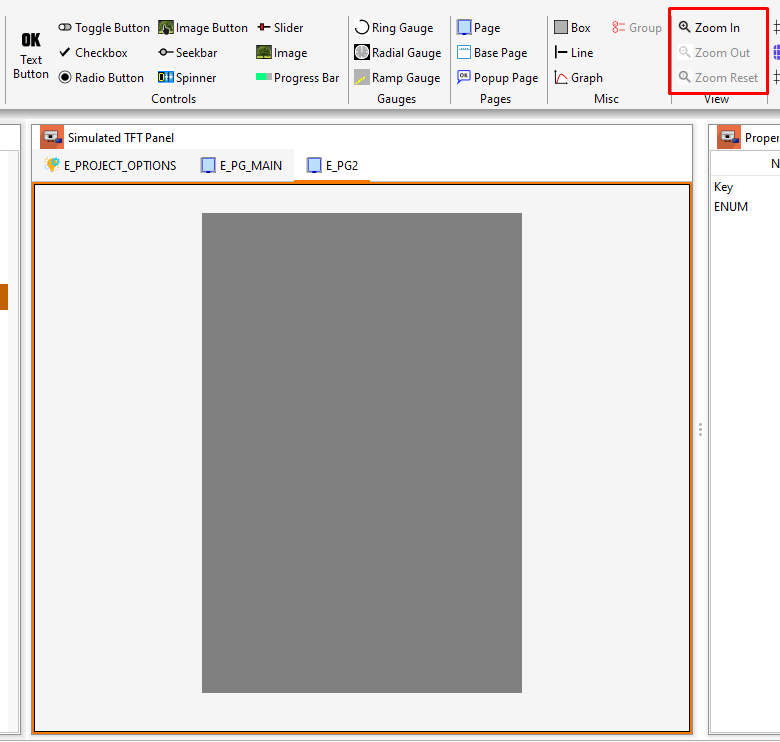 OK
Text
Button
Toggle Button
Checkbox
Radio Button
Image Button
Seekbar
Spinner
Slider
Image
Progress Bar
Controls
Ring Gauge
Radial Gauge
Ramp Gauge
Gauges
Page
Base Page
OK
Popup Page
Pages
Box
Line
Graph
Group
Misc
Zoom In
Zoom Out
Zoom Reset
View
Simulated TFT Panel
E_PROJECT_OPTIONS
E_PG_MAIN
E_PG2
Proper
N
Key
ENUM